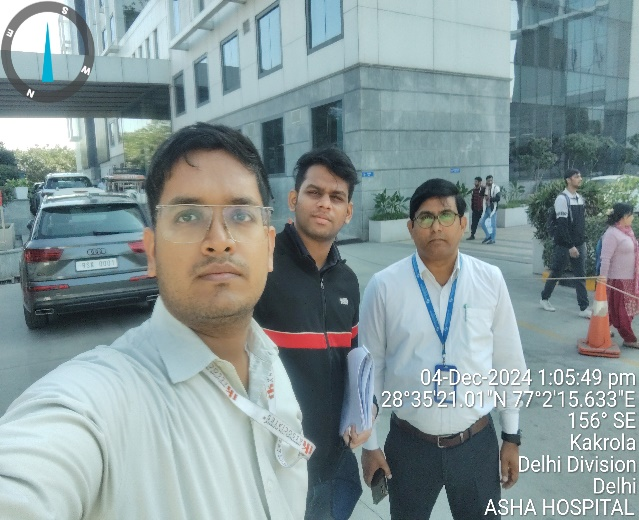 S
E
W
N
04-Dec-2024 1:05:49 pm
28°35'21.01"N 77°2'15.633"E
156° SE
Kakrola
Delhi Division
Delhi
ASHA HOSPITAL